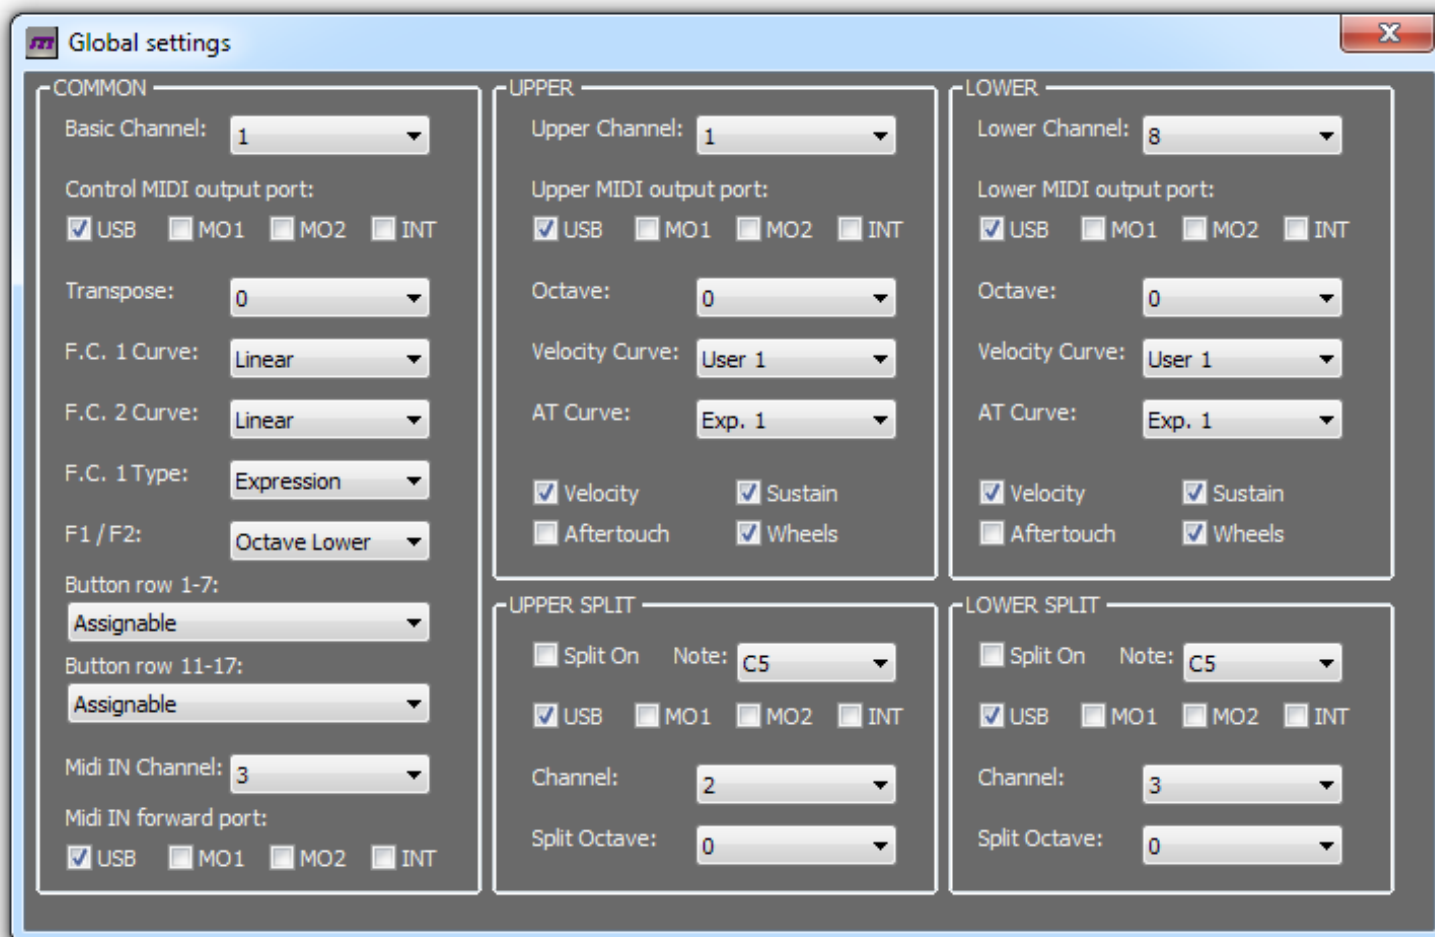 m Global settings X
COMMON
Basic Channel: 1
Control MIDI output port:
USB MO1 MO2 INT
Transpose: 0
F.C. 1 Curve: Linear
F.C. 2 Curve: Linear
F.C. 1 Type: Expression
F1 / F2: Octave Lower
Button row 1-7:
Assignable
Button row 11-17:
Assignable
Midi IN Channel: 3
Midi IN forward port:
USB MO1 MO2 INT
UPPER
Upper Channel: 1
Upper MIDI output port:
USB MO1 MO2 INT
Octave: 0
Velocity Curve: User 1
AT Curve: Exp. 1
Velocity Sustain
Aftertouch Wheels
UPPER SPLIT
Split On Note: C5
USB MO1 MO2 INT
Channel: 2
Split Octave: 0
LOWER
Lower Channel: 8
Lower MIDI output port:
USB MO1 MO2 INT
Octave: 0
Velocity Curve: User 1
AT Curve: Exp. 1
Velocity Sustain
Aftertouch Wheels
LOWER SPLIT
Split On Note: C5
USB MO1 MO2 INT
Channel: 3
Split Octave: 0